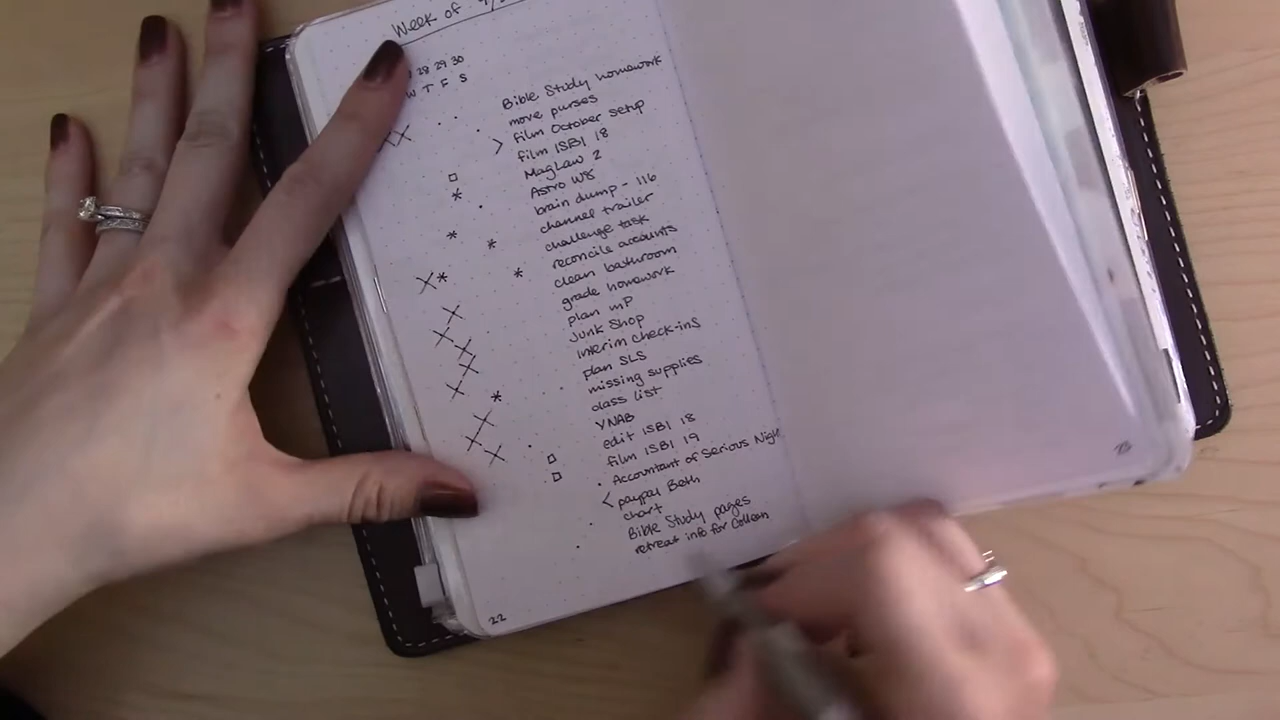 Week of
28 29 30
W T F S
Bible Study homework
move purses
> film October setup
film ISBI 18
MagLaw 2
Astro W8
brain dump - 116
channel trailer
challenge task
reconcile accounts
clean bathroom
grade homework
plan MP
Junk Shop
interim check-ins
plan SLS
missing supplies
class list
YNAB
edit ISBI 18
film ISBI 19
Accountant of Serious
< paypal Beth
chart
Bible Study pages
retreat info for Colleen
22
23